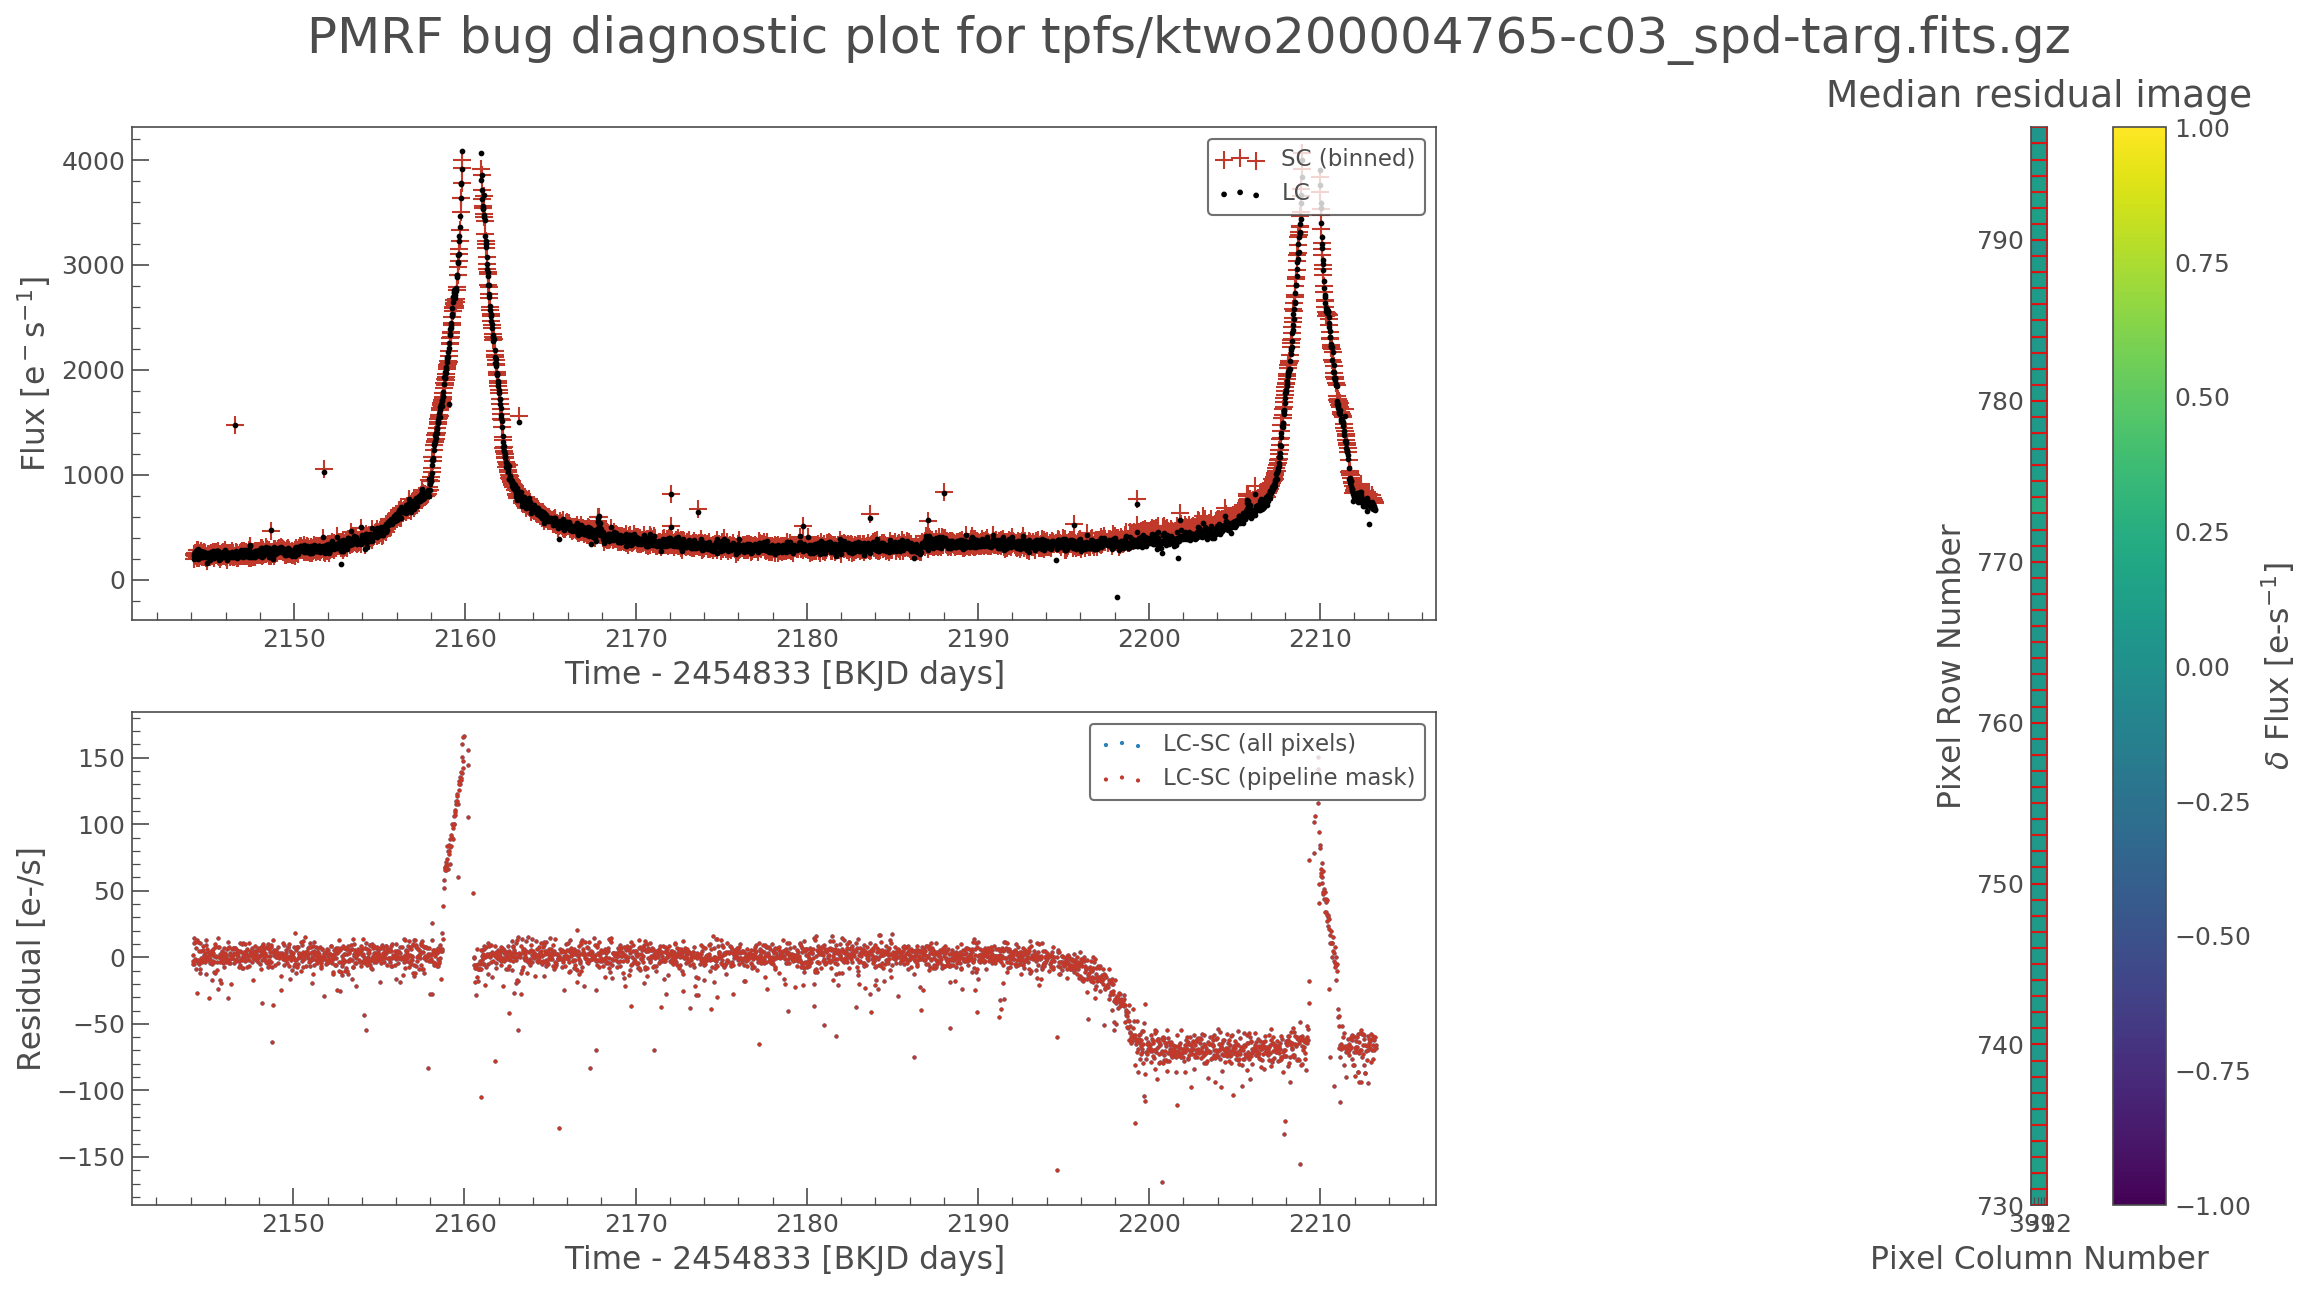 PMRF bug diagnostic plot for tpfs/ktwo200004765-c03_spd-targ.fits.gz
Flux [e⁻ s⁻¹]
4000
3000
2000
1000
0
SC (binned)
LC
2150 2160 2170 2180 2190 2200 2210
Time - 2454833 [BKJD days]
Residual [e-/s]
150
100
50
0
−50
−100
−150
LC-SC (all pixels)
LC-SC (pipeline mask)
2150 2160 2170 2180 2190 2200 2210
Time - 2454833 [BKJD days]
Median residual image
Pixel Row Number
790
780
770
760
750
740
730
Pixel Column Number
1.00
0.75
0.50
0.25
0.00
−0.25
−0.50
−0.75
−1.00
δ Flux [e-s⁻¹]